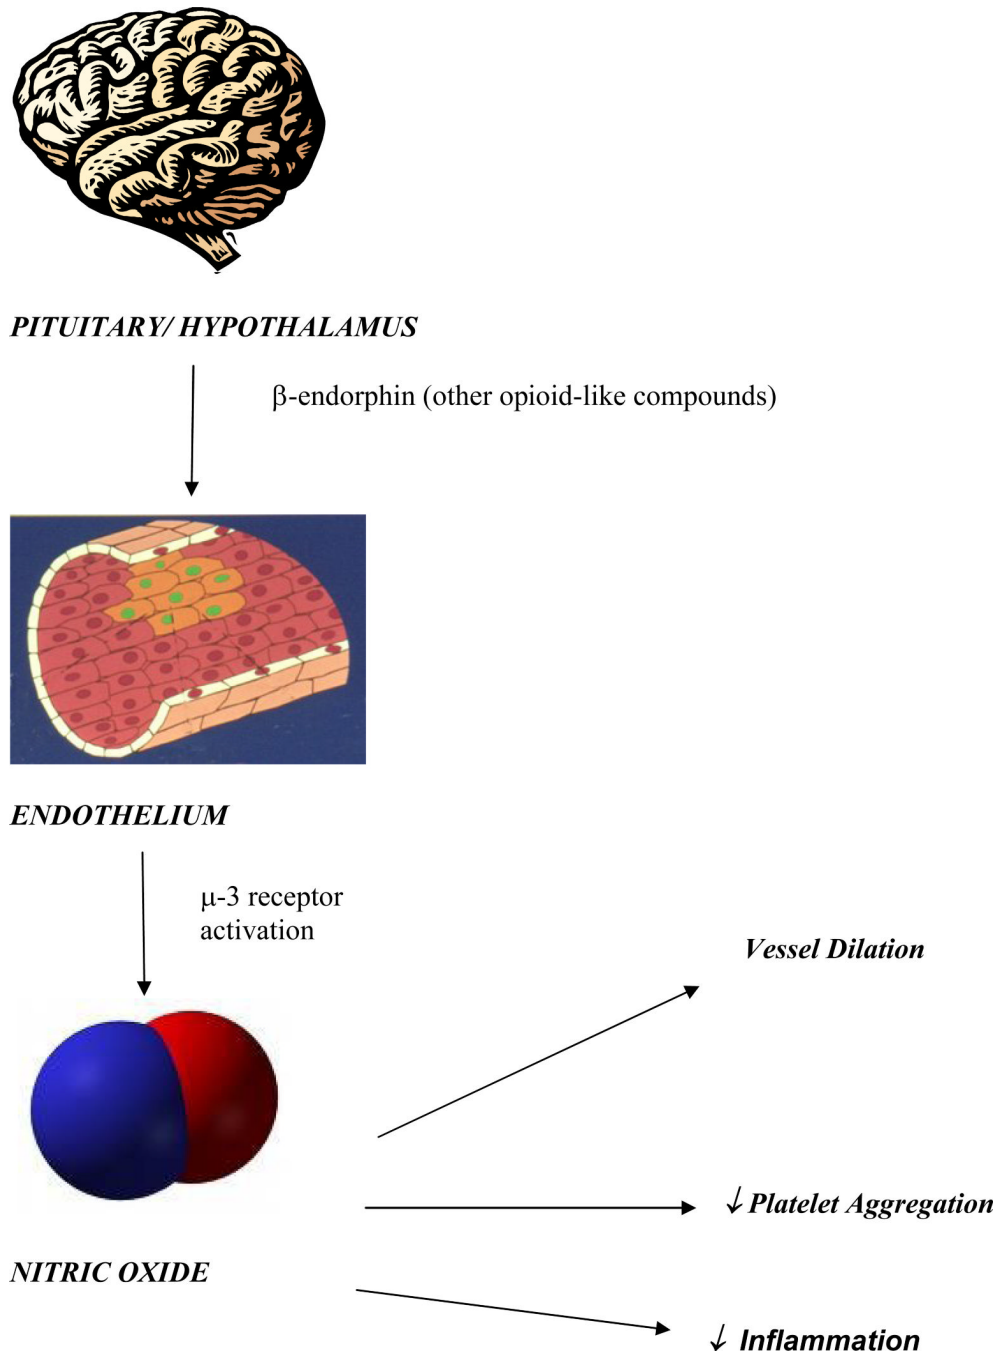 PITUITARY/ HYPOTHALAMUS
β-endorphin (other opioid-like compounds)
ENDOTHELIUM
μ-3 receptor
activation
Vessel Dilation
↓ Platelet Aggregation
NITRIC OXIDE
↓ Inflammation